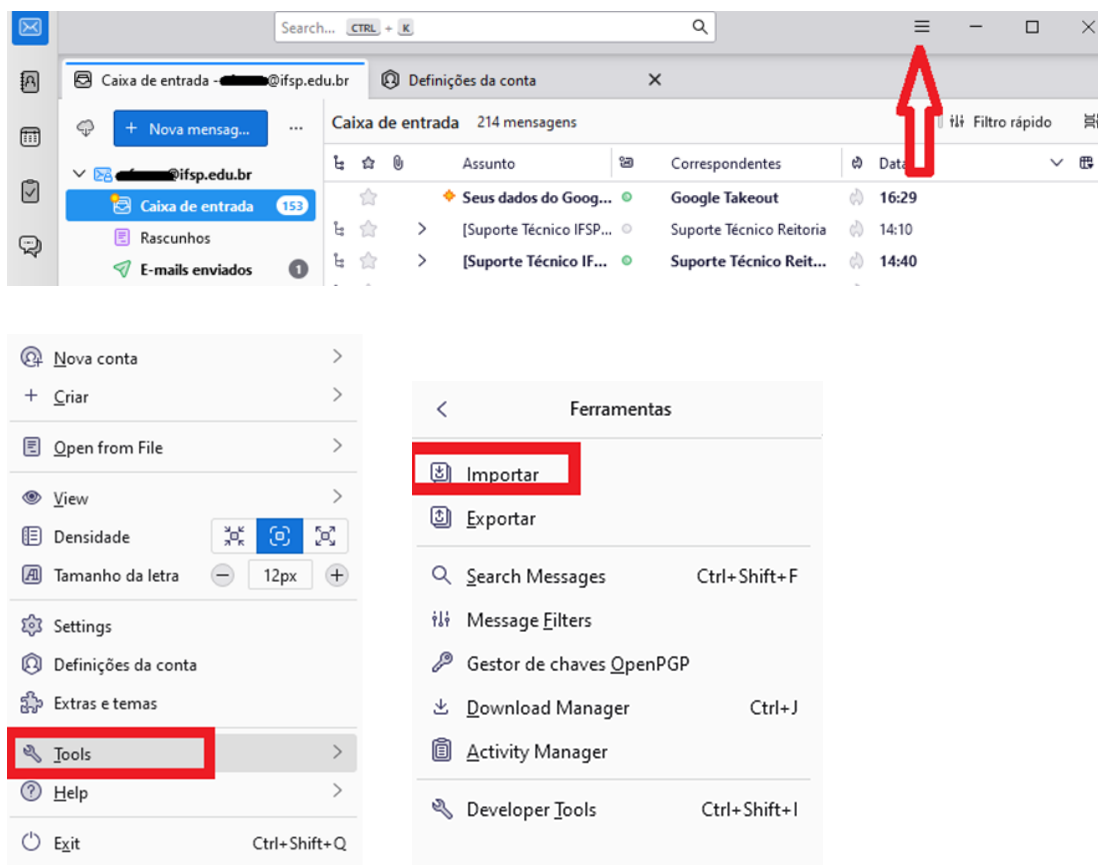 Search... CTRL + K
Caixa de entrada - @ifsp.edu.br Definições da conta
+ Nova mensag... ... Caixa de entrada 214 mensagens Filtro rápido
Assunto Correspondentes Data
@ifsp.edu.br
Caixa de entrada 153 Seus dados do Goog... Google Takeout 16:29
Rascunhos [Suporte Técnico IFSP... Suporte Técnico Reitoria 14:10
E-mails enviados 1 [Suporte Técnico IF... Suporte Técnico Reit... 14:40
Nova conta
+ Criar
Open from File
View
Densidade
Tamanho da letra 12px
Settings
Definições da conta
Extras e temas
Tools
Help
Exit Ctrl+Shift+Q
Ferramentas
Importar
Exportar
Search Messages Ctrl+Shift+F
Message Filters
Gestor de chaves OpenPGP
Download Manager Ctrl+J
Activity Manager
Developer Tools Ctrl+Shift+I